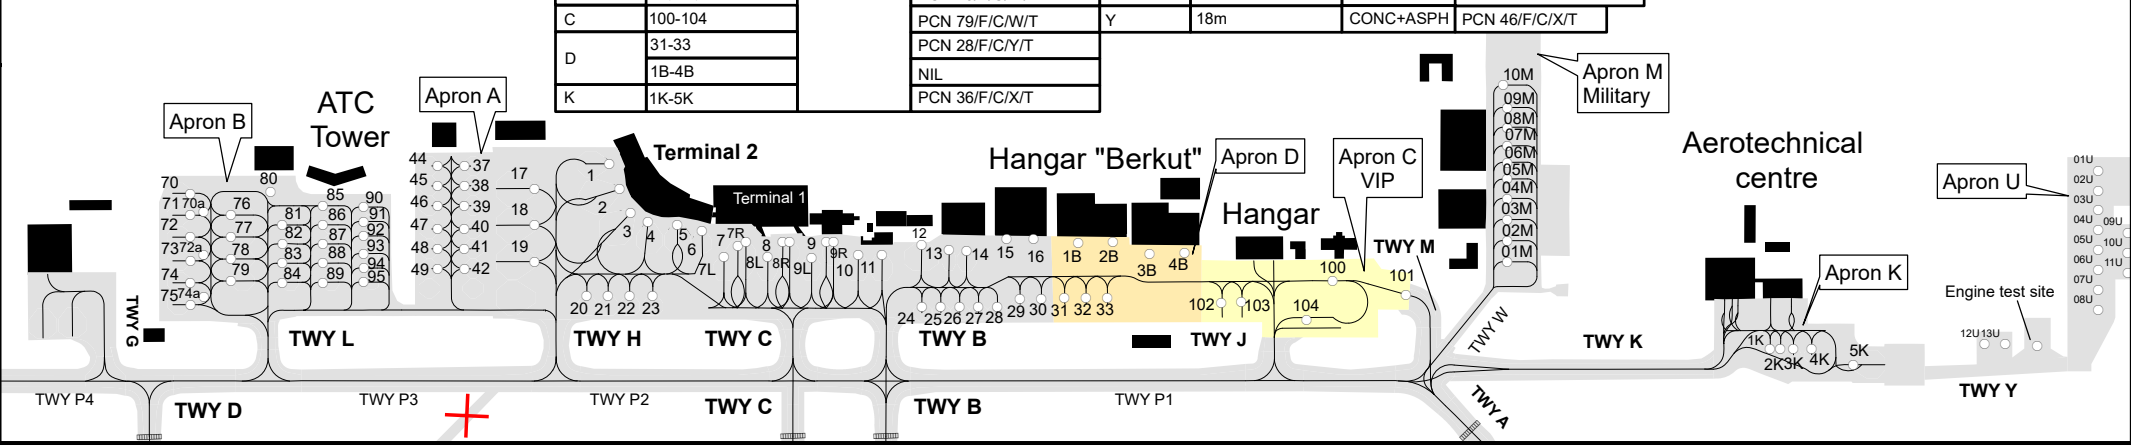 C 100-104 PCN 79/F/C/W/T Y 18m CONC+ASPH PCN 46/F/C/X/T
D 31-33 PCN 28/F/C/Y/T
1B-4B NIL
K 1K-5K PCN 36/F/C/X/T
Apron B
ATC
Tower
Apron A
Terminal 2
Terminal 1
Hangar "Berkut"
Apron D
Hangar
Apron C
VIP
Apron M
Military
Aerotechnical
centre
Apron K
Apron U
Engine test site
70
71 70a
72
73 72a
74
75 74a
76
77
78
79
80
81
82
83
84
85
86
87
88
89
90
91
92
93
94
95
44
45
46
47
48
49
37
38
39
40
41
42
17
18
19
1
2
3
4
5
6
7L
7
7R
8L
8
8R
9L
9
9R
10
11
12
13
14
15
16
20 21 22 23
24 25 26 27 28 29 30 31 32 33
1B 2B 3B 4B
100
101
102 103
104
10M
09M
08M
07M
06M
05M
04M
03M
02M
01M
1K 2K 3K 4K 5K
01U
02U
03U
04U
05U
06U
07U
08U
09U
10U
11U
12U 13U
TWY G
TWY L
TWY H
TWY C
TWY B
TWY J
TWY M
TWY W
TWY K
TWY P4
TWY D
TWY P3
TWY P2
TWY C
TWY B
TWY P1
TWY A
TWY Y